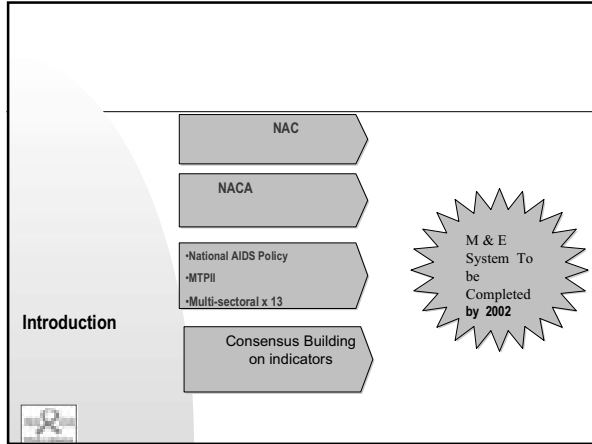 NAC
NACA
•National AIDS Policy
•MTPII
•Multi-sectoral x 13
Consensus Building
on indicators
Introduction
M & E
System To
be
Completed
by 2002